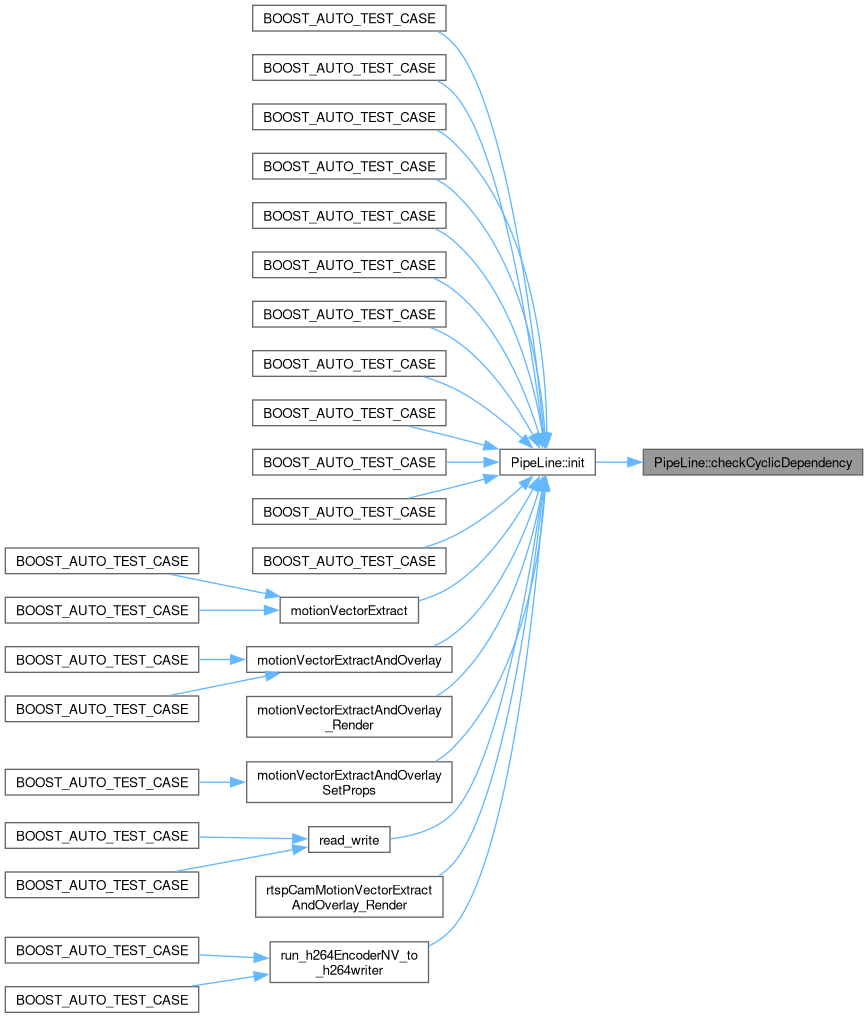 BOOST_AUTO_TEST_CASE
BOOST_AUTO_TEST_CASE
BOOST_AUTO_TEST_CASE
BOOST_AUTO_TEST_CASE
BOOST_AUTO_TEST_CASE
BOOST_AUTO_TEST_CASE
BOOST_AUTO_TEST_CASE
BOOST_AUTO_TEST_CASE
BOOST_AUTO_TEST_CASE
BOOST_AUTO_TEST_CASE
PipeLine::init
PipeLine::checkCyclicDependency
BOOST_AUTO_TEST_CASE
BOOST_AUTO_TEST_CASE
BOOST_AUTO_TEST_CASE
BOOST_AUTO_TEST_CASE
motionVectorExtract
BOOST_AUTO_TEST_CASE
motionVectorExtractAndOverlay
BOOST_AUTO_TEST_CASE
motionVectorExtractAndOverlay
_Render
BOOST_AUTO_TEST_CASE
motionVectorExtractAndOverlay
SetProps
BOOST_AUTO_TEST_CASE
read_write
BOOST_AUTO_TEST_CASE
rtspCamMotionVectorExtract
AndOverlay_Render
BOOST_AUTO_TEST_CASE
run_h264EncoderNV_to
_h264writer
BOOST_AUTO_TEST_CASE